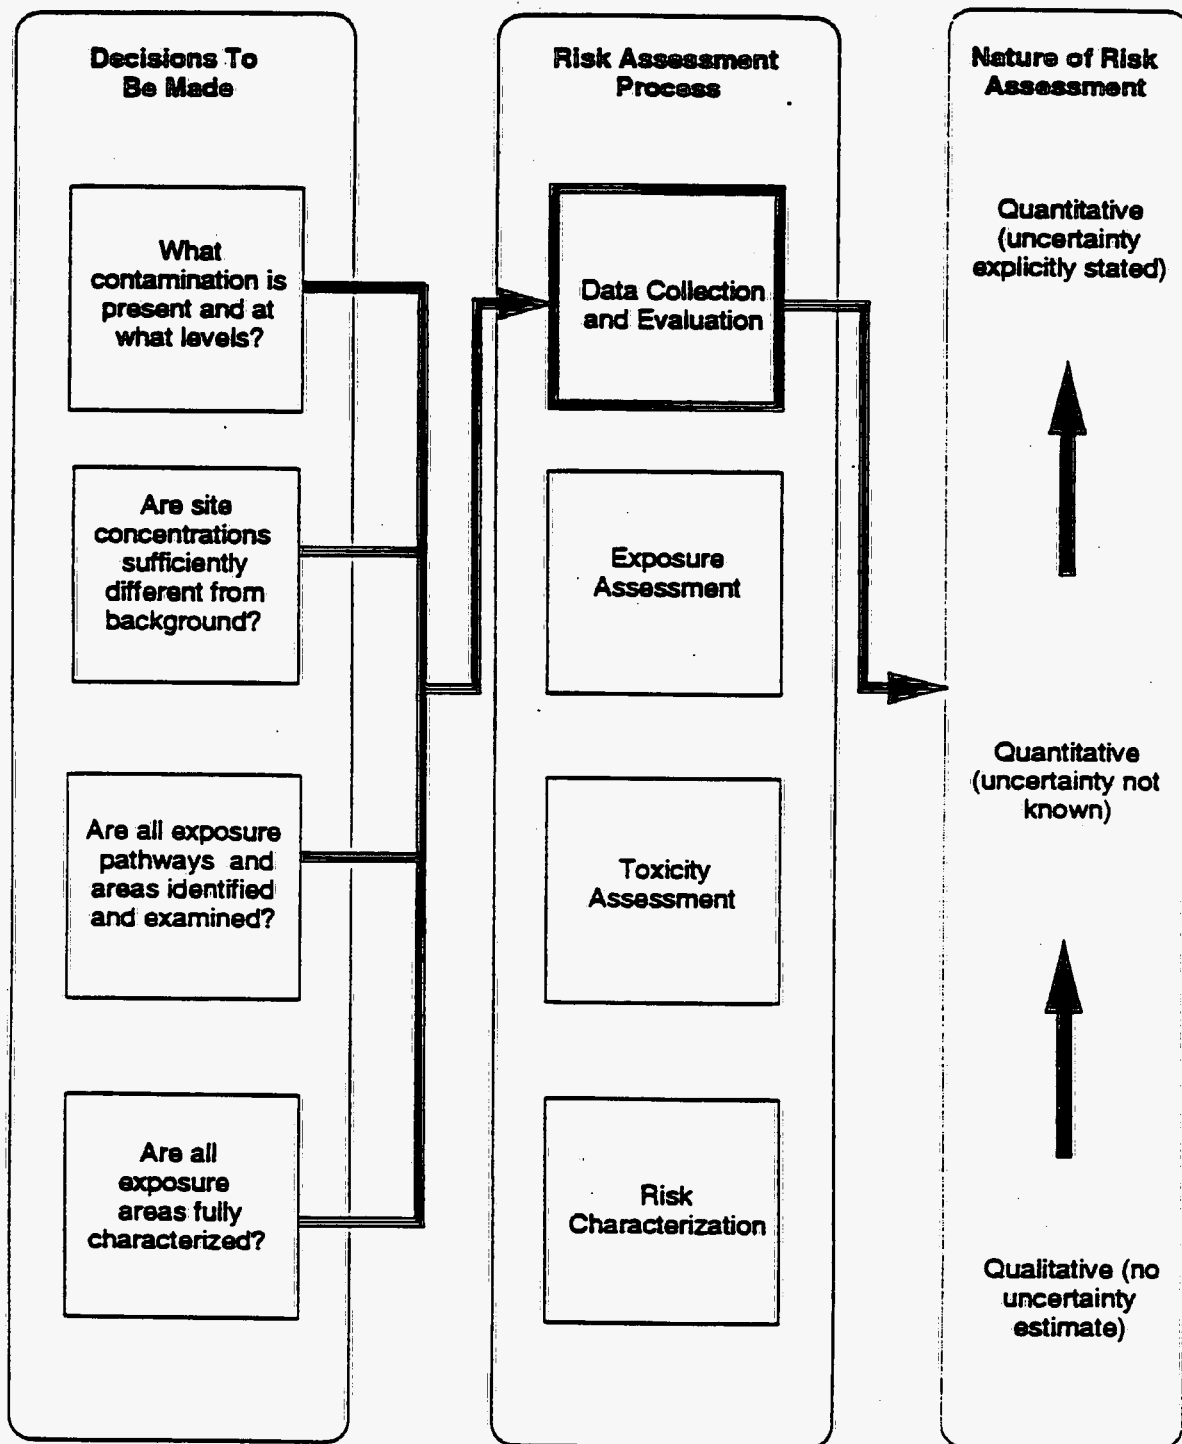 Decisions To
Be Made
What
contamination is
present and at
what levels?
Are site
concentrations
sufficiently
different from
background?
Are all exposure
pathways and
areas identified
and examined?
Are all
exposure
areas fully
characterized?
Risk Assessment
Process
Data Collection
and Evaluation
Exposure
Assessment
Toxicity
Assessment
Risk
Characterization
Nature of Risk
Assessment
Quantitative
(uncertainty
explicitly stated)
Quantitative
(uncertainty not
known)
Qualitative (no
uncertainty
estimate)